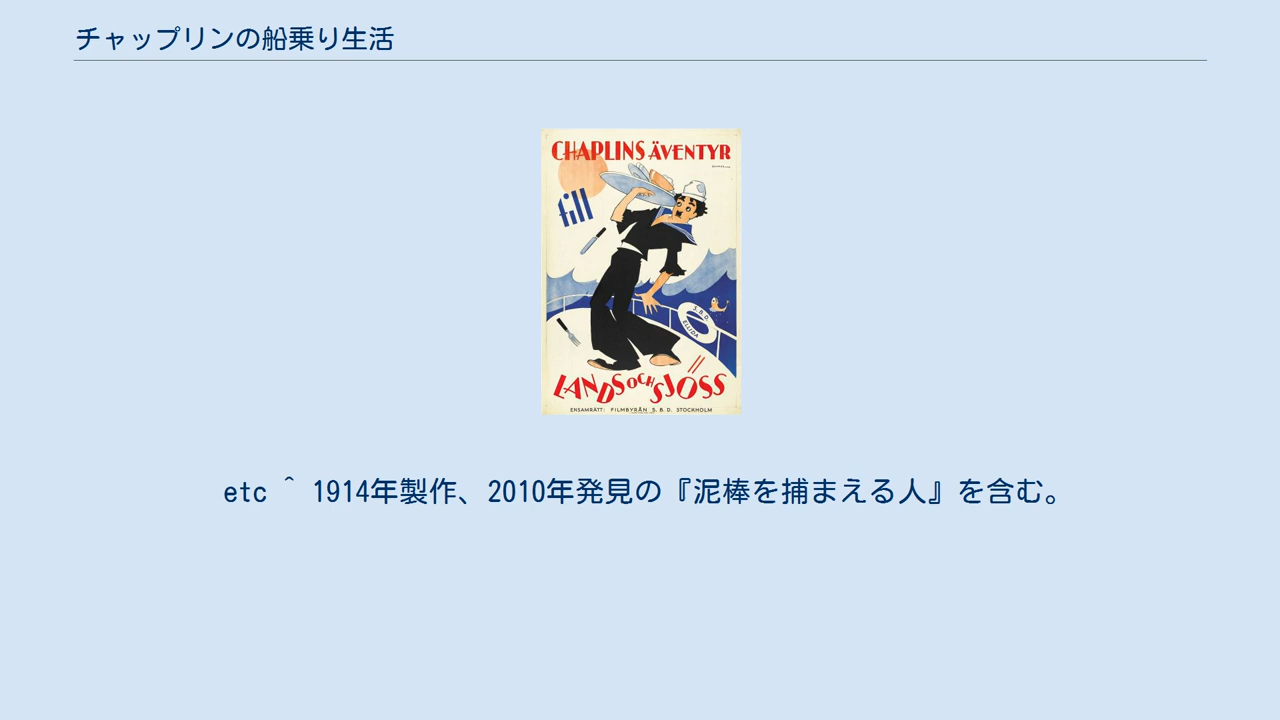 チャップリンの船乗り生活
CHAPLINS ÄVENTYR
till
S.B.D.
ELLIDA
LANDS OCH SJÖSS
ENSAMRÄTT: FILMBYRÅN S.B.D. STOCKHOLM
etc ^ 1914年製作、2010年発見の『泥棒を捕まえる人』を含む。